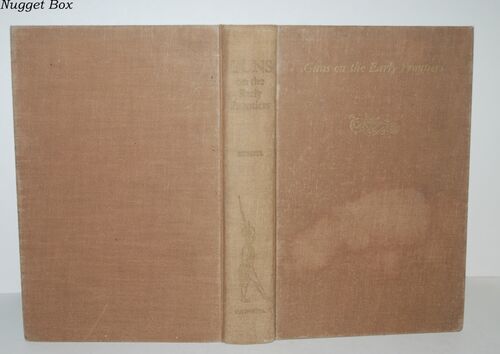 Nugget Box
GUNS
on the
Early
Frontiers
RUSSELL
Guns on the Early Frontiers